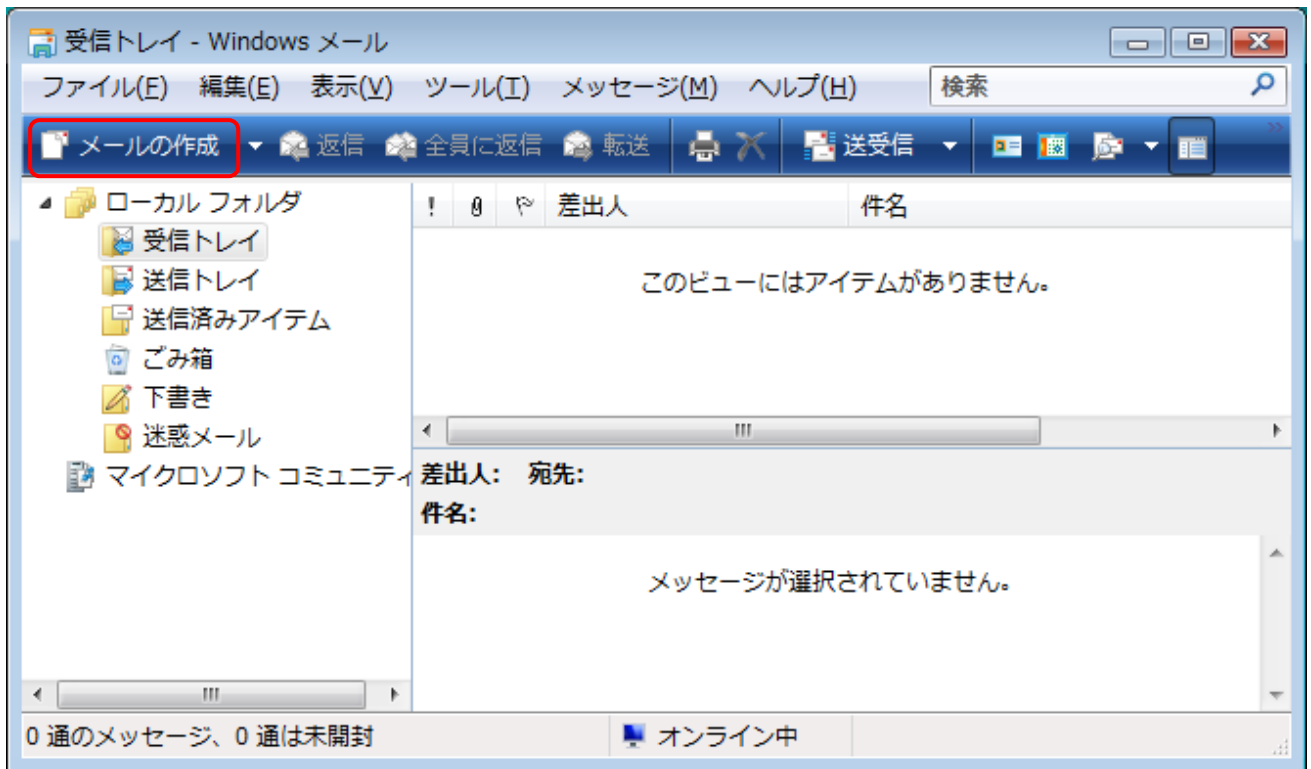 受信トレイ - Windows メール
ファイル(F) 編集(E) 表示(V) ツール(T) メッセージ(M) ヘルプ(H) 検索
メールの作成 返信 全員に返信 転送 送受信
ローカル フォルダ
受信トレイ
送信トレイ
送信済みアイテム
ごみ箱
下書き
迷惑メール
マイクロソフト コミュニティ
! 差出人 件名
このビューにはアイテムがありません。
差出人: 宛先:
件名:
メッセージが選択されていません。
0 通のメッセージ、0 通は未開封 オンライン中